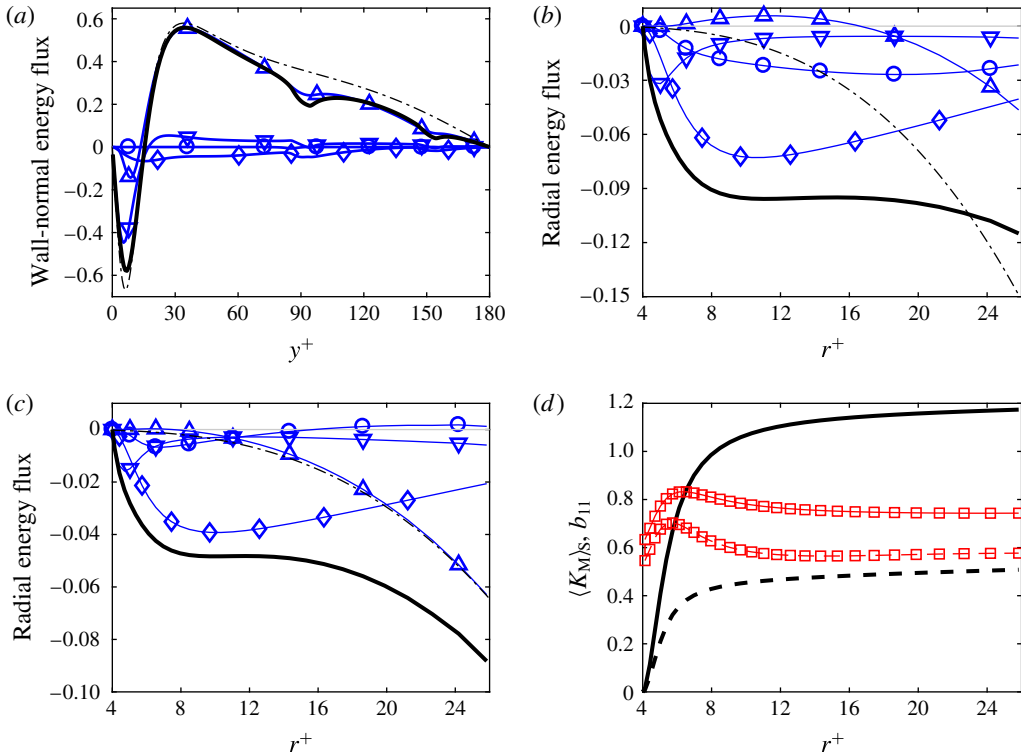 (a)
0.6
0.4
0.2
0
−0.2
−0.4
−0.6
Wall-normal energy flux
0 30 60 90 120 150 180
y+
(b)
0
−0.03
−0.06
−0.09
−0.12
−0.15
Radial energy flux
4 8 12 16 20 24
r+
(c)
0
−0.02
−0.04
−0.06
−0.08
−0.10
Radial energy flux
4 8 12 16 20 24
r+
(d)
1.2
1.0
0.8
0.6
0.4
0.2
0
⟨KM⟩S, b11
4 8 12 16 20 24
r+